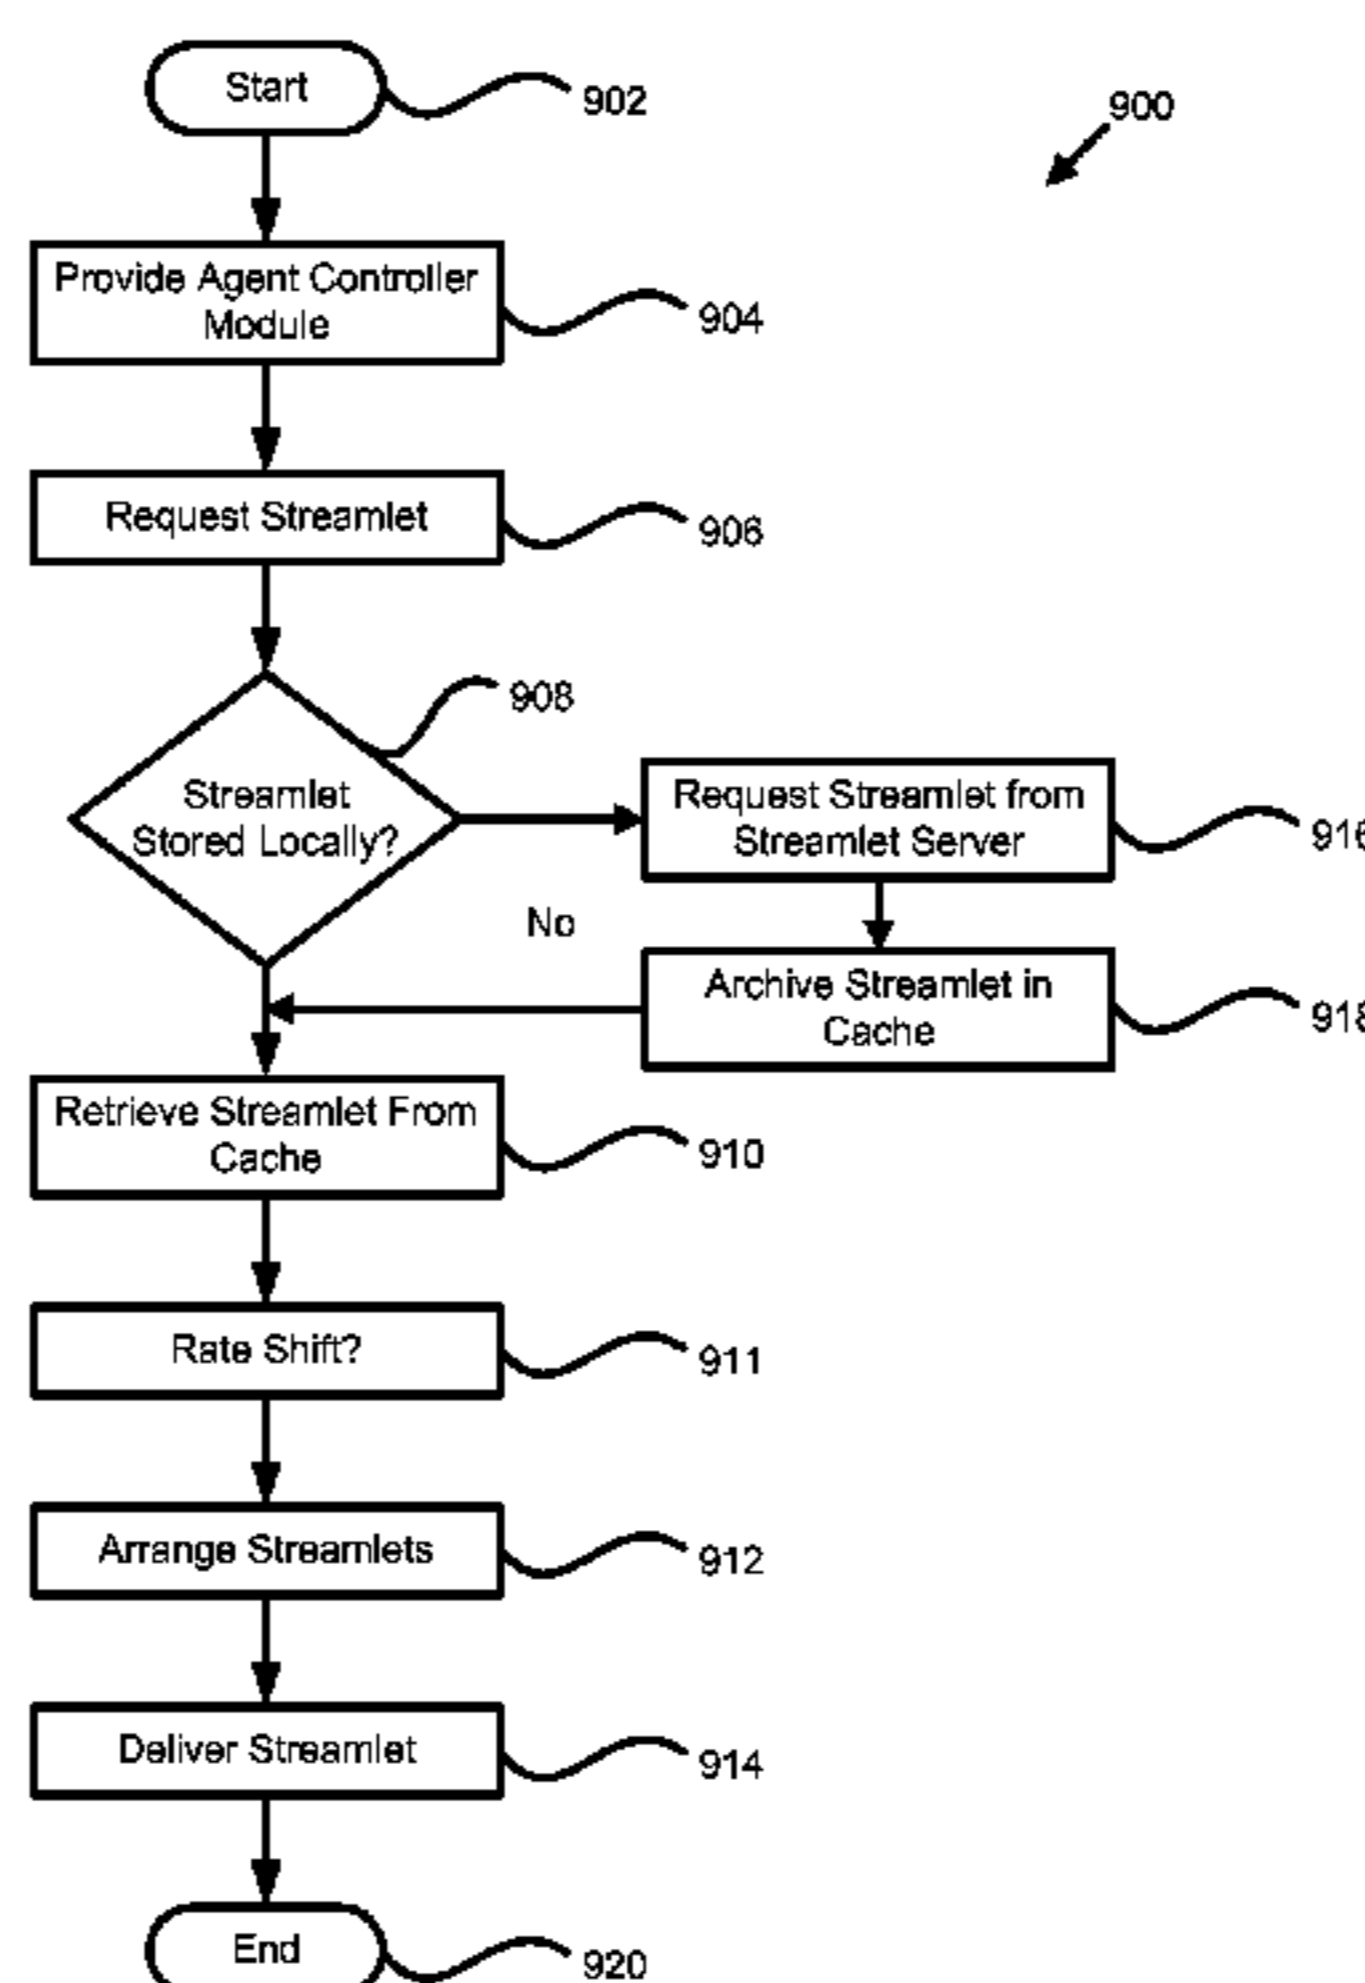 Start
902
900
Provide Agent Controller
Module
904
Request Streamlet
906
908
Streamlet
Stored Locally?
Request Streamlet from
Streamlet Server
916
No
Archive Streamlet in
Cache
918
Retrieve Streamlet From
Cache
910
Rate Shift?
911
Arrange Streamlets
912
Deliver Streamlet
914
End
920